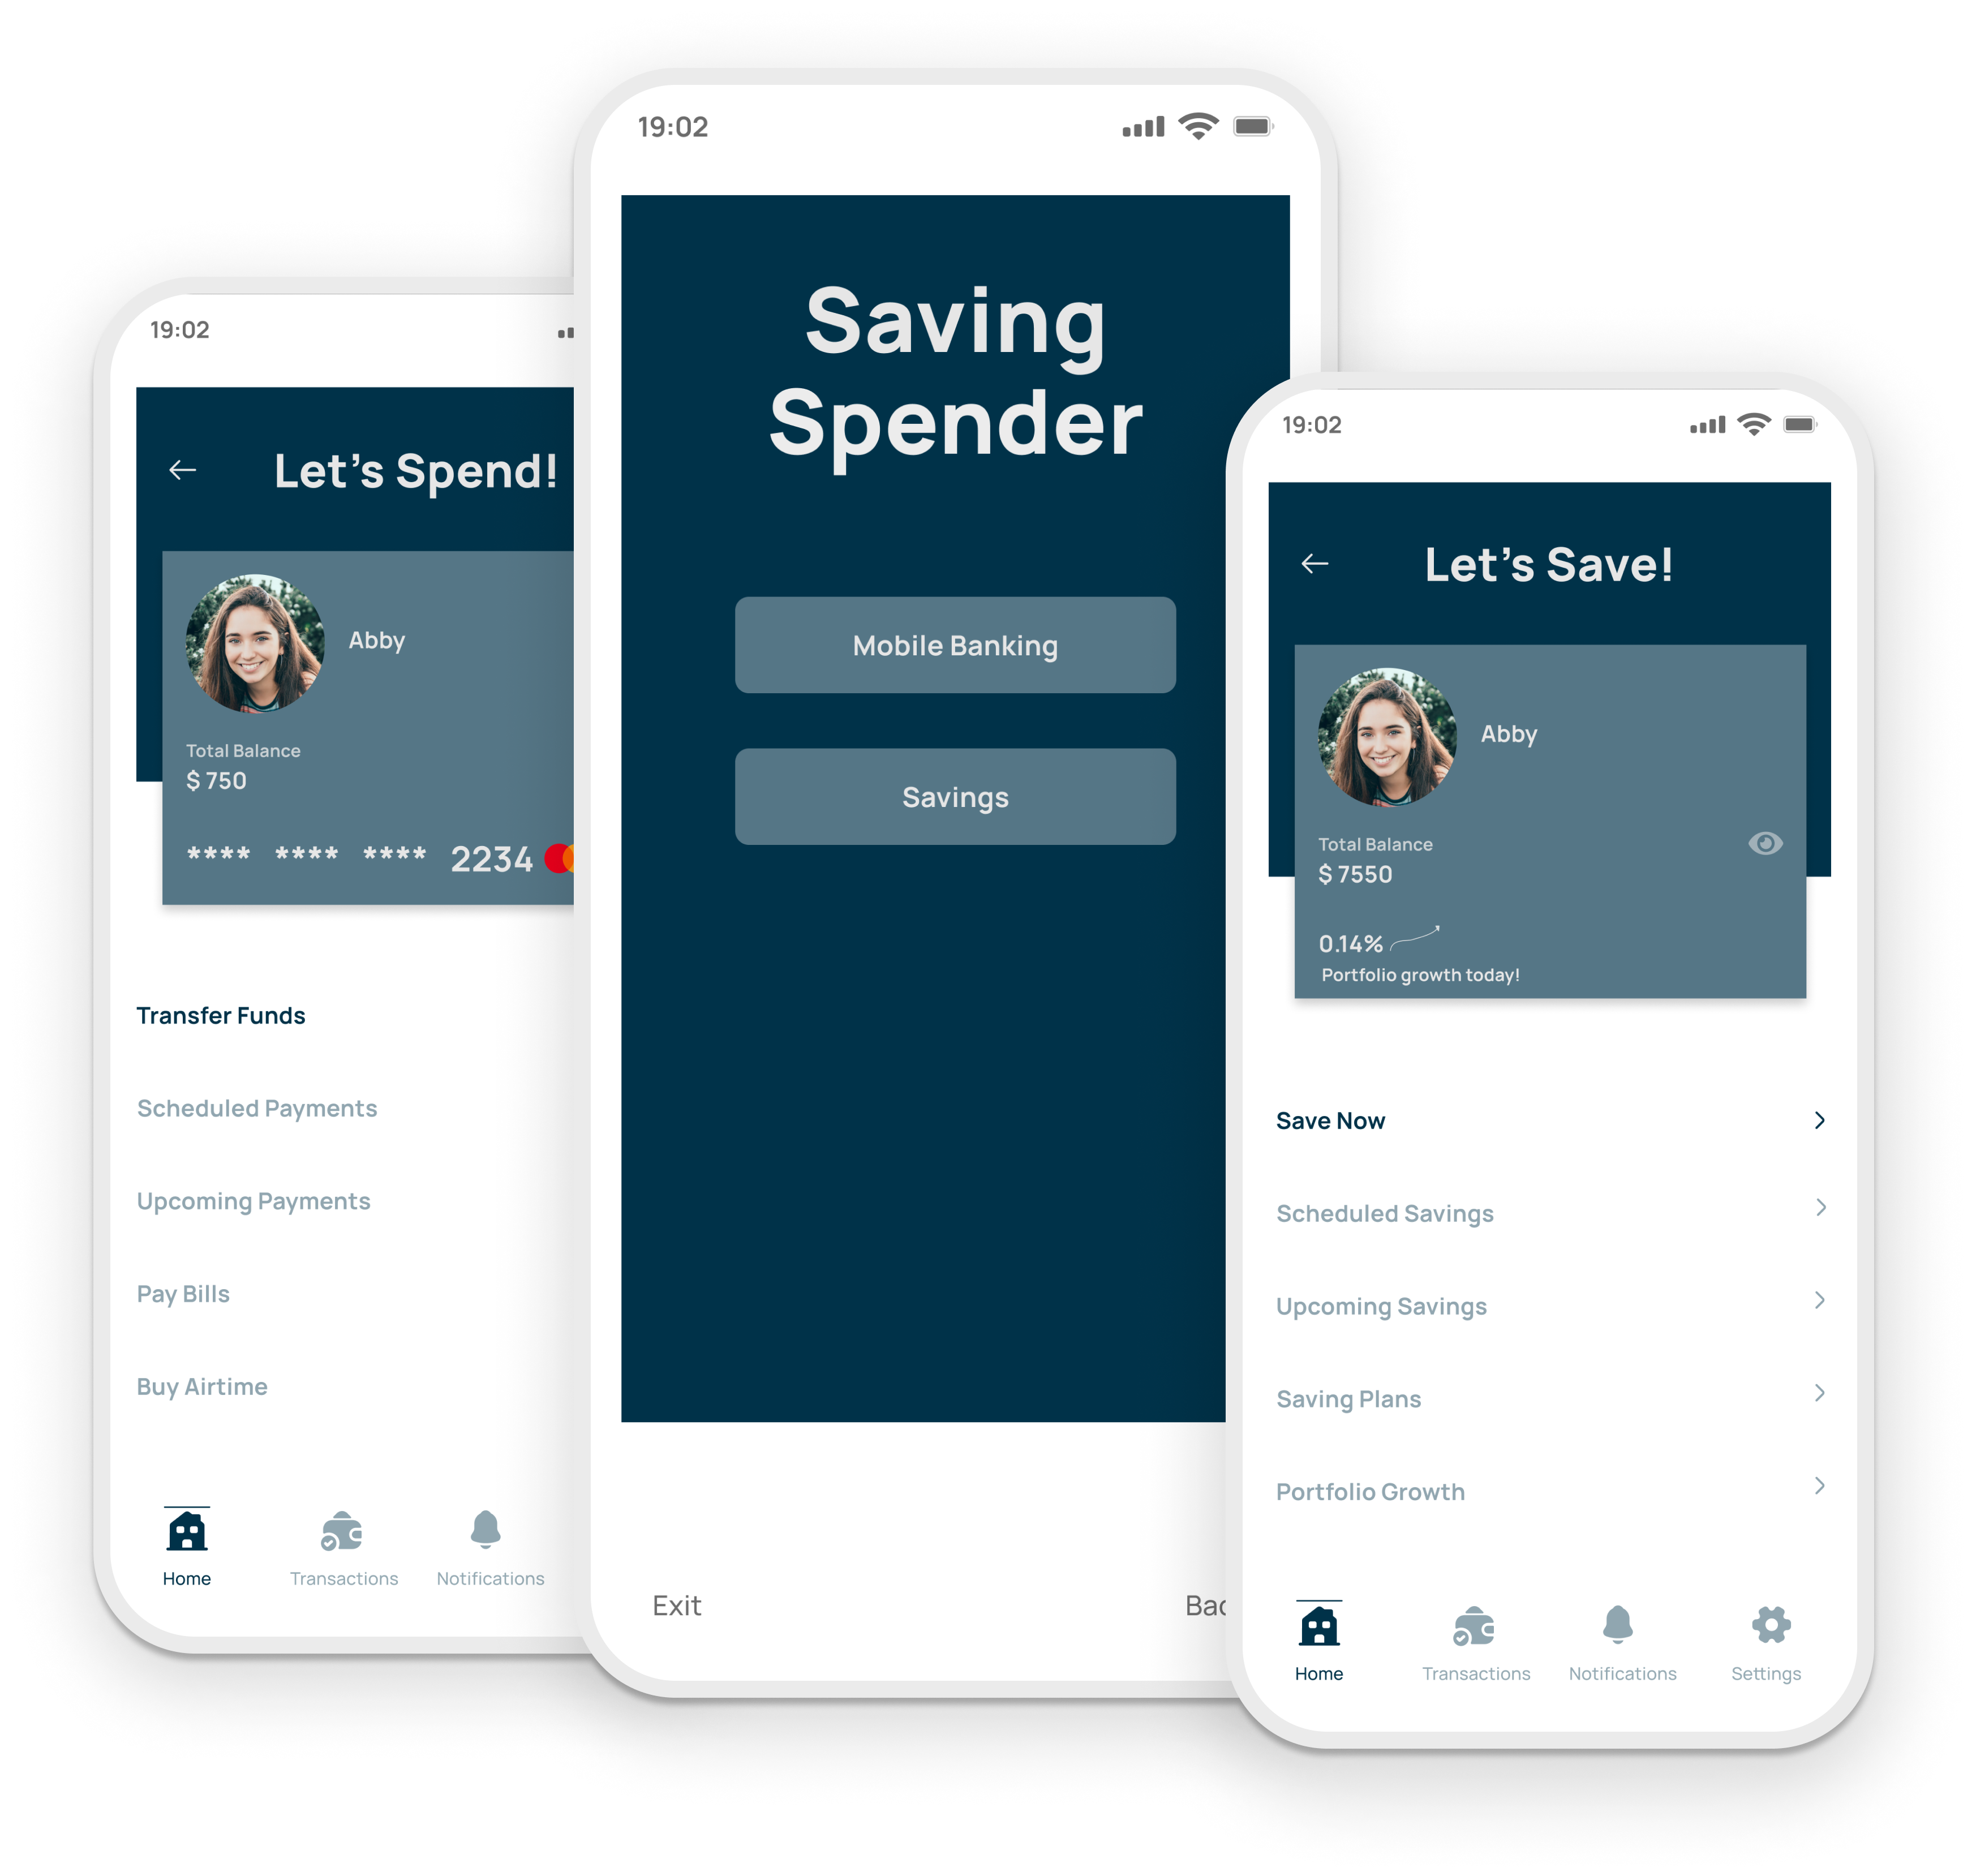 19:02
Let’s Spend!
Abby
Total Balance
$ 750
**** **** **** 2234
Transfer Funds
Scheduled Payments
Upcoming Payments
Pay Bills
Buy Airtime
Home Transactions Notifications
19:02
Saving
Spender
Mobile Banking
Savings
Exit
19:02
Let’s Save!
Abby
Total Balance
$ 7550
0.14%
Portfolio growth today!
Save Now
Scheduled Savings
Upcoming Savings
Saving Plans
Portfolio Growth
Home Transactions Notifications Settings